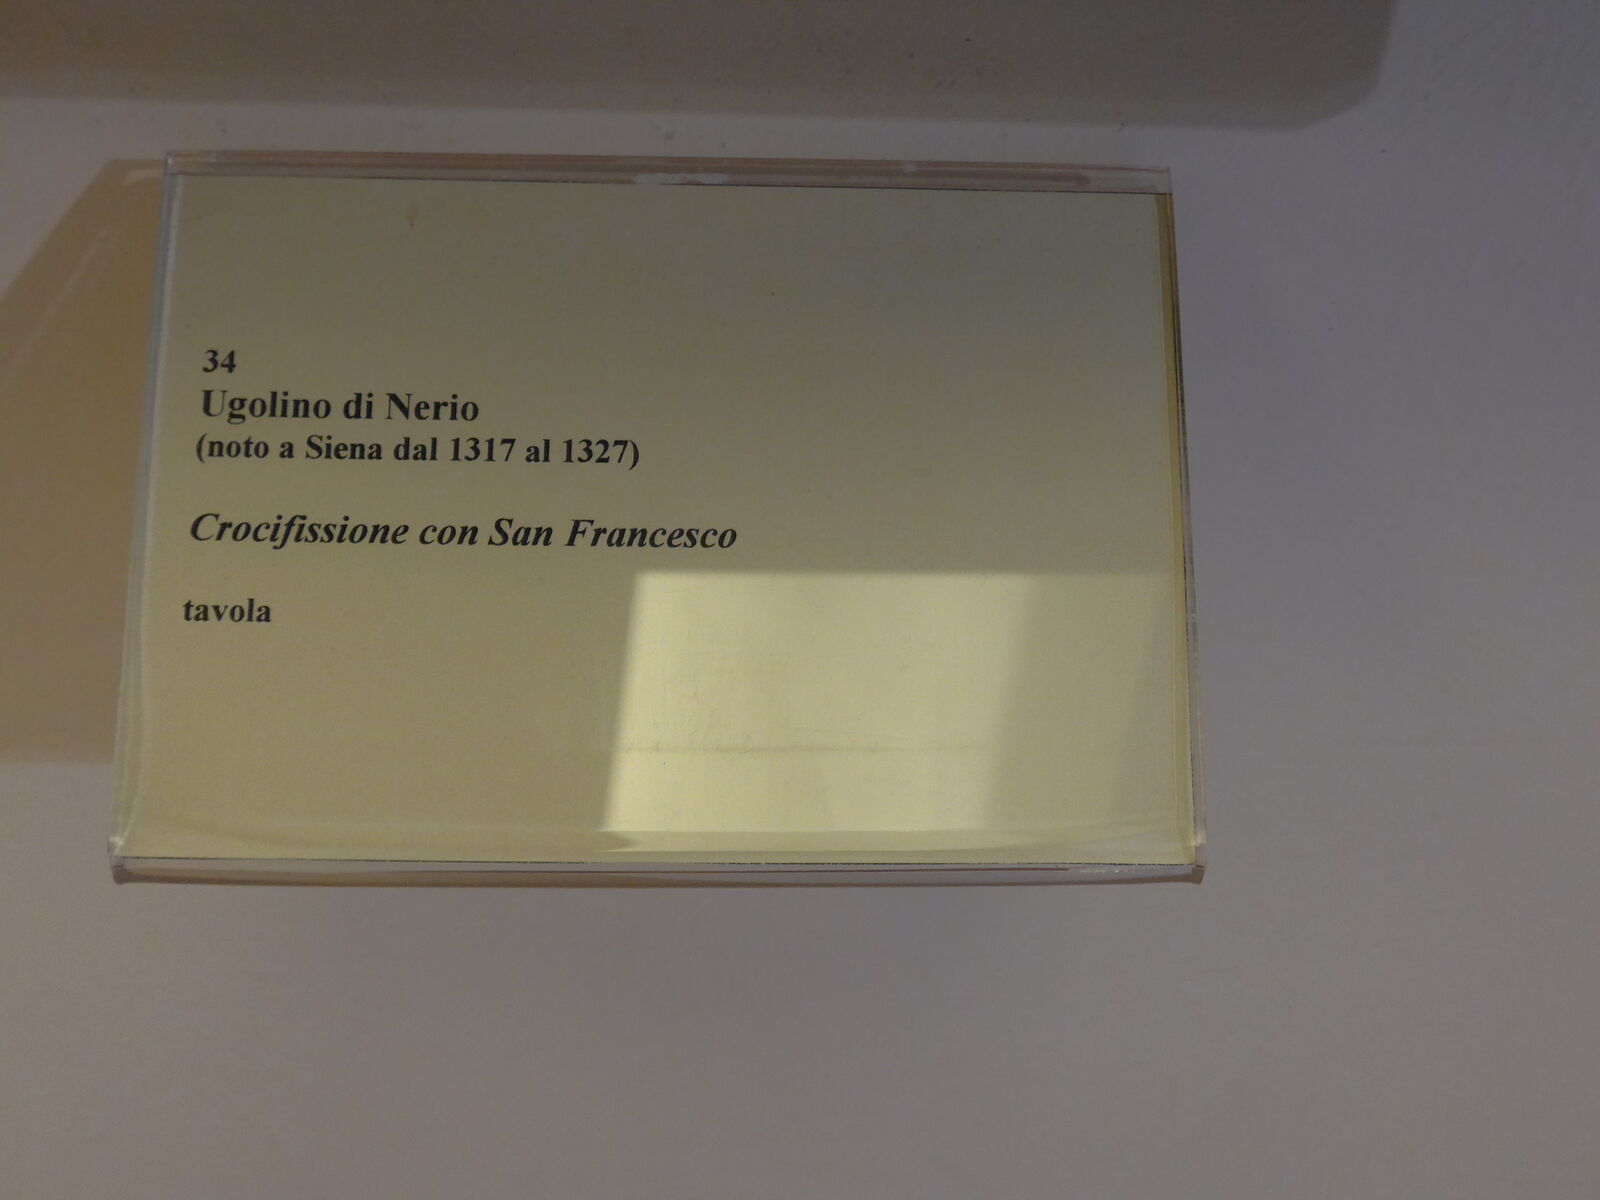 34
Ugolino di Nerio
(noto a Siena dal 1317 al 1327)
Crocifissione con San Francesco
tavola